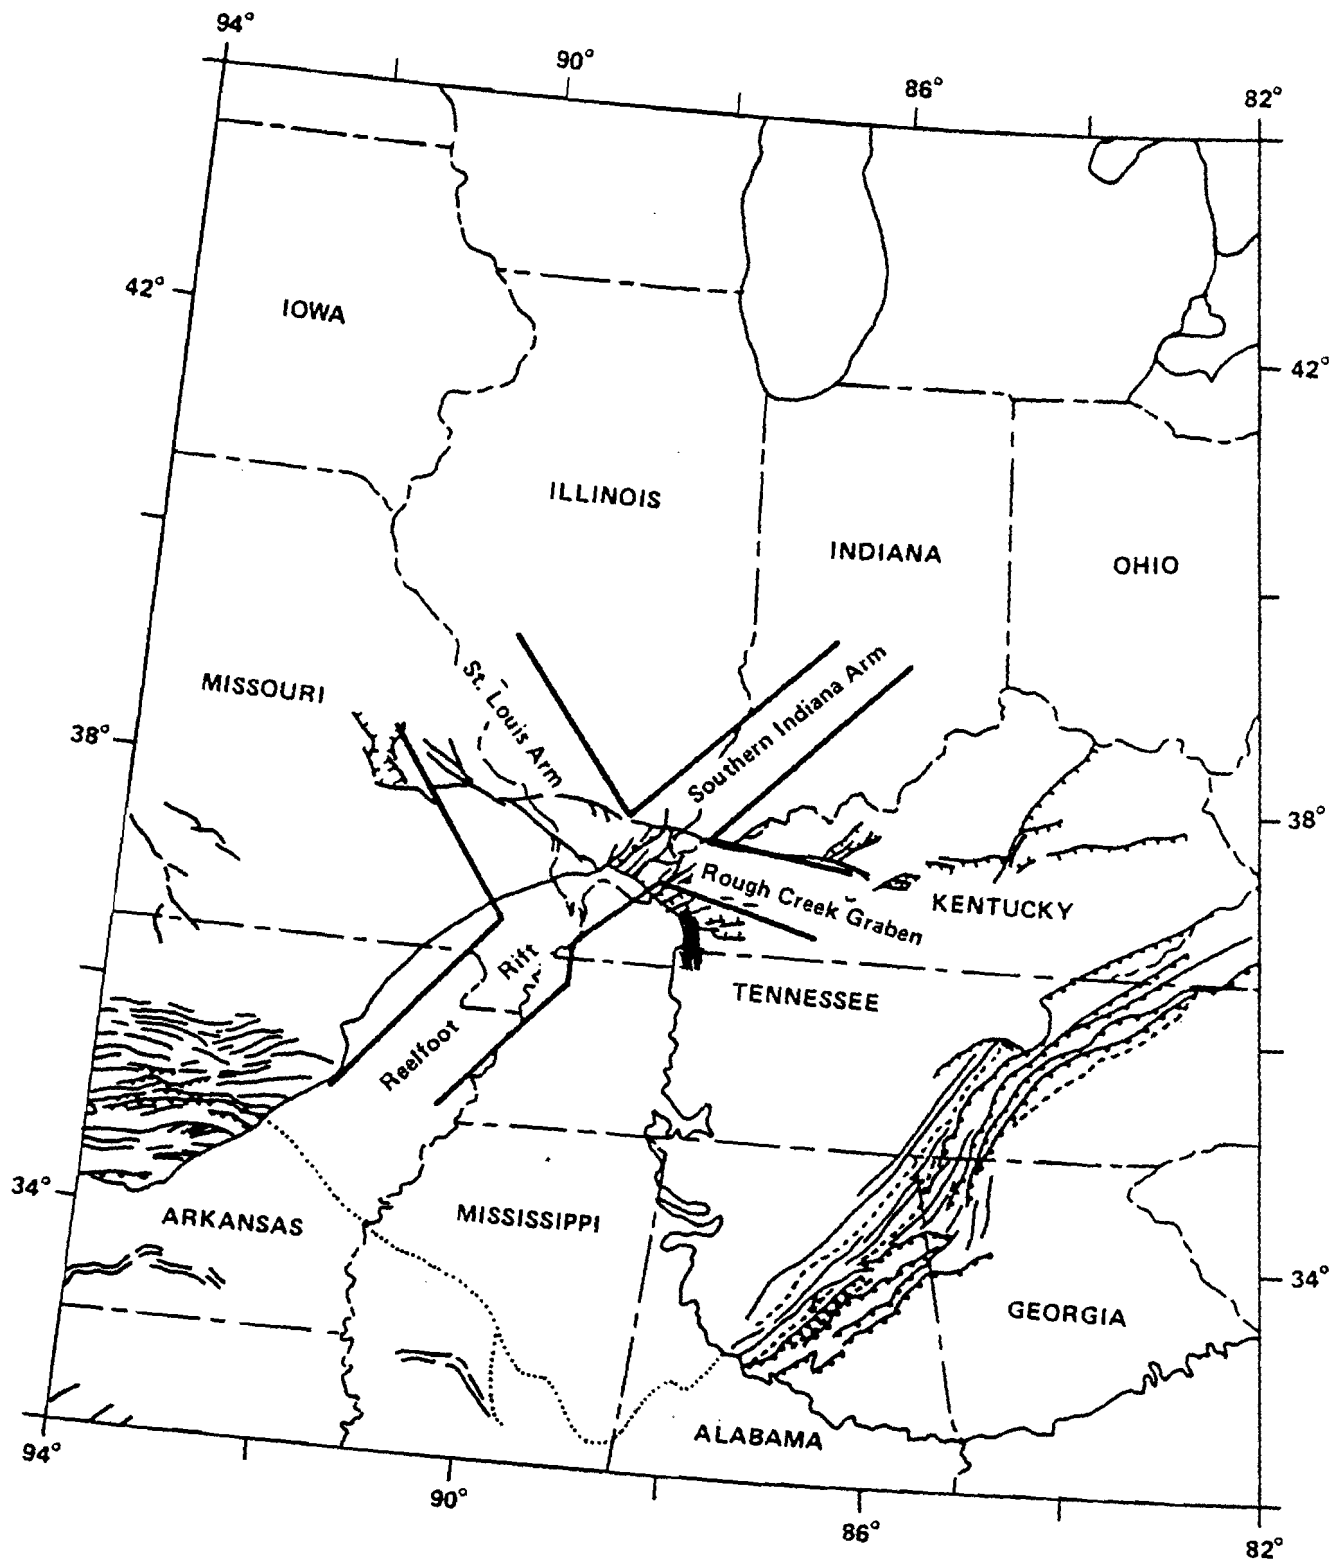 94°
90°
86°
82°
42°
IOWA
42°
ILLINOIS
INDIANA
OHIO
MISSOURI
St. Louis Arm
Southern Indiana Arm
38°
38°
Rough Creek Graben
KENTUCKY
Reelfoot Rift
TENNESSEE
34°
ARKANSAS
MISSISSIPPI
34°
GEORGIA
ALABAMA
94°
90°
86°
82°